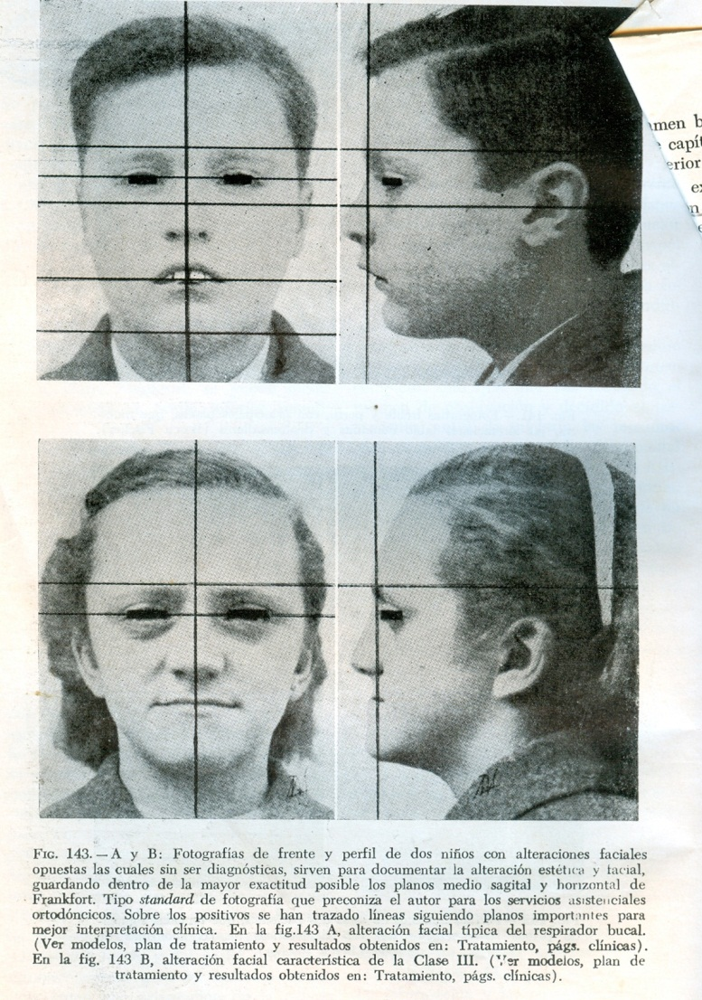 men b
capít
erior
ex
n
e
FIG. 143. — A y B: Fotografías de frente y perfil de dos niños con alteraciones faciales
opuestas las cuales sin ser diagnósticas, sirven para documentar la alteración estética y facial,
guardando dentro de la mayor exactitud posible los planos medio sagital y horizontal de
Frankfort. Tipo standard de fotografía que preconiza el autor para los servicios asistenciales
ortodóncicos. Sobre los positivos se han trazado líneas siguiendo planos importantes para
mejor interpretación clínica. En la fig.143 A, alteración facial típica del respirador bucal.
(Ver modelos, plan de tratamiento y resultados obtenidos en: Tratamiento, págs. clínicas).
En la fig. 143 B, alteración facial característica de la Clase III. (Ver modelos, plan de
tratamiento y resultados obtenidos en: Tratamiento, págs. clínicas).